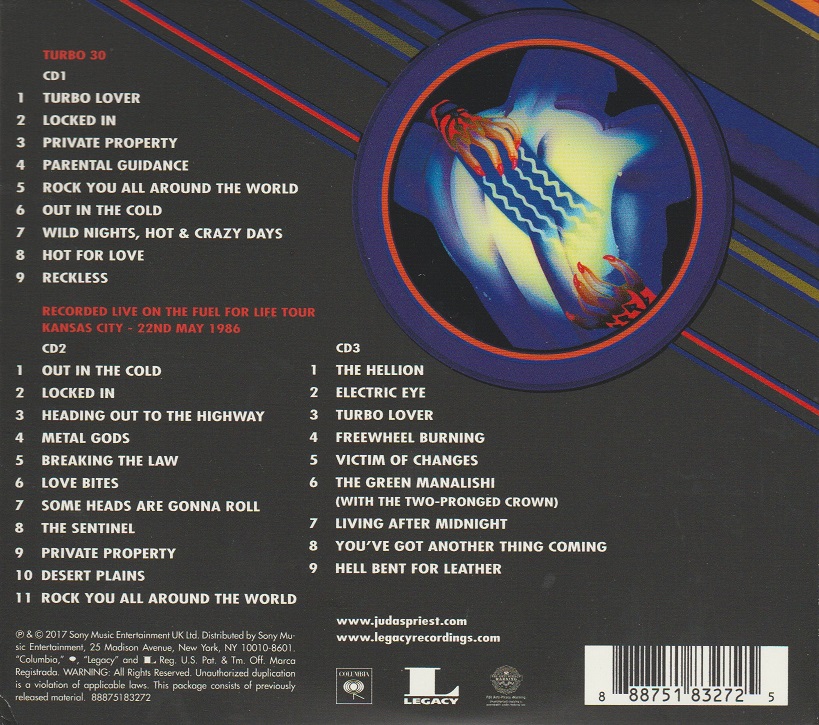 TURBO 30
CD1
1 TURBO LOVER
2 LOCKED IN
3 PRIVATE PROPERTY
4 PARENTAL GUIDANCE
5 ROCK YOU ALL AROUND THE WORLD
6 OUT IN THE COLD
7 WILD NIGHTS, HOT & CRAZY DAYS
8 HOT FOR LOVE
9 RECKLESS
RECORDED LIVE ON THE FUEL FOR LIFE TOUR
KANSAS CITY - 22ND MAY 1986
CD2
1 OUT IN THE COLD
2 LOCKED IN
3 HEADING OUT TO THE HIGHWAY
4 METAL GODS
5 BREAKING THE LAW
6 LOVE BITES
7 SOME HEADS ARE GONNA ROLL
8 THE SENTINEL
9 PRIVATE PROPERTY
10 DESERT PLAINS
11 ROCK YOU ALL AROUND THE WORLD
CD3
1 THE HELLION
2 ELECTRIC EYE
3 TURBO LOVER
4 FREEWHEEL BURNING
5 VICTIM OF CHANGES
6 THE GREEN MANALISHI
(WITH THE TWO-PRONGED CROWN)
7 LIVING AFTER MIDNIGHT
8 YOU'VE GOT ANOTHER THING COMING
9 HELL BENT FOR LEATHER
www.judaspriest.com
www.legacyrecordings.com
℗ & © 2017 Sony Music Entertainment UK Ltd. Distributed by Sony Mu-
sic Entertainment, 25 Madison Avenue, New York, NY 10010-8601.
"Columbia," , "Legacy" and L Reg. U.S. Pat. & Tm. Off. Marca
Registrada. WARNING: All Rights Reserved. Unauthorized duplication
is a violation of applicable laws. This package consists of previously
released material. 88875183272
COLUMBIA
L
LEGACY
8 88751 83272 5